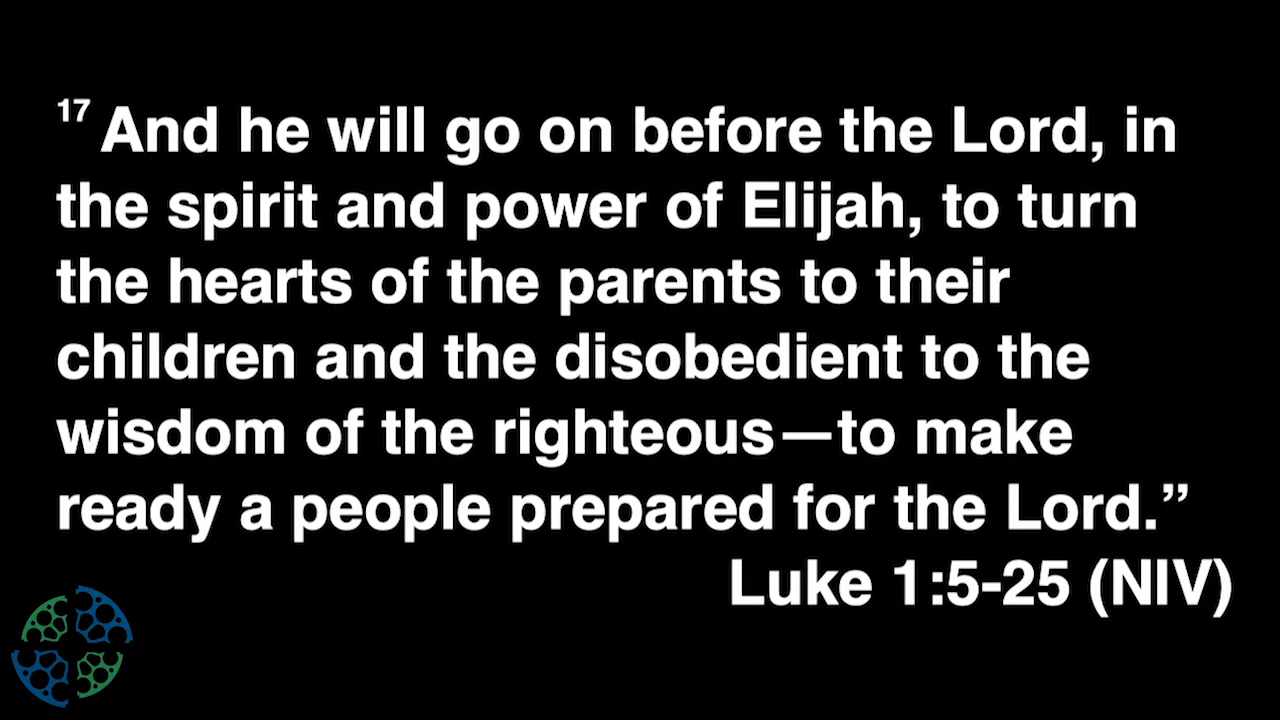 17 And he will go on before the Lord, in
the spirit and power of Elijah, to turn
the hearts of the parents to their
children and the disobedient to the
wisdom of the righteous—to make
ready a people prepared for the Lord.”
Luke 1:5-25 (NIV)